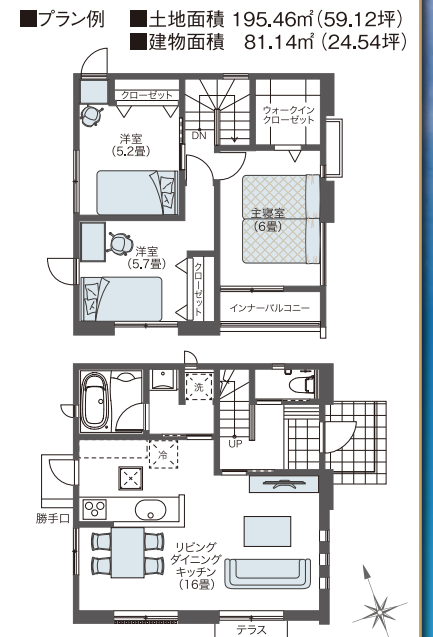 ■プラン例 ■土地面積 195.46㎡(59.12坪)
■建物面積 81.14㎡(24.54坪)
クローゼット
洋室
(5.2畳)
DN
ウォークイン
クローゼット
主寝室
(6畳)
洋室
(5.7畳)
クローゼット
インナーバルコニー
洗
冷
UP
勝手口
リビング
ダイニング
キッチン
(16畳)
テラス